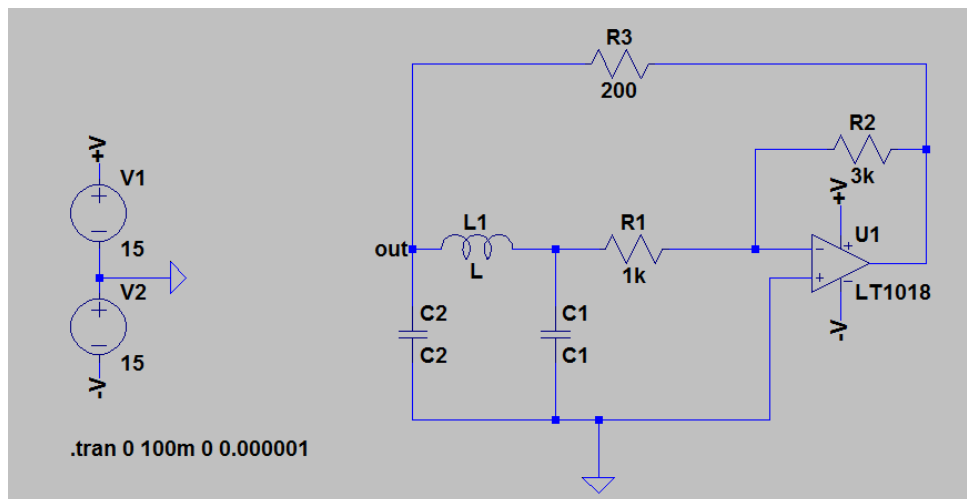 R3
200
R2
3k
+V
+V
V1
15
U1
LT1018
-V
L1
L
R1
1k
out
V2
15
-V
C2
C2
C1
C1
.tran 0 100m 0 0.000001